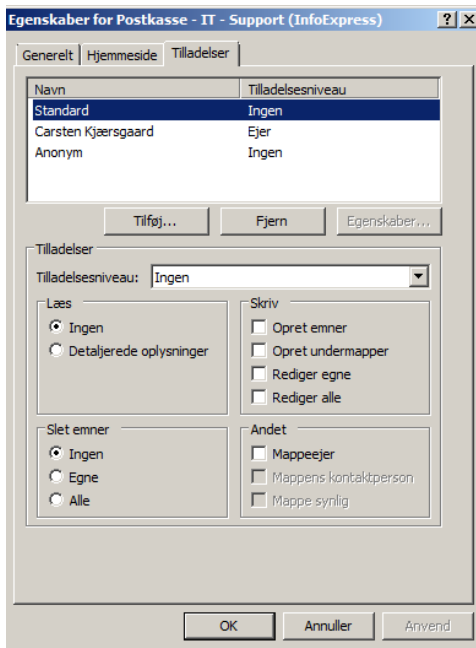 Egenskaber for Postkasse - IT - Support (InfoExpress)
Generelt Hjemmeside Tilladelser
Navn Tilladelsesniveau
Standard Ingen
Carsten Kjærsgaard Ejer
Anonym Ingen
Tilføj... Fjern Egenskaber...
Tilladelser
Tilladelsesniveau: Ingen
Læs
Ingen
Detaljerede oplysninger
Skriv
Opret emner
Opret undermapper
Rediger egne
Rediger alle
Slet emner
Ingen
Egne
Alle
Andet
Mappeejer
Mappens kontaktperson
Mappe synlig
OK Annuller Anvend